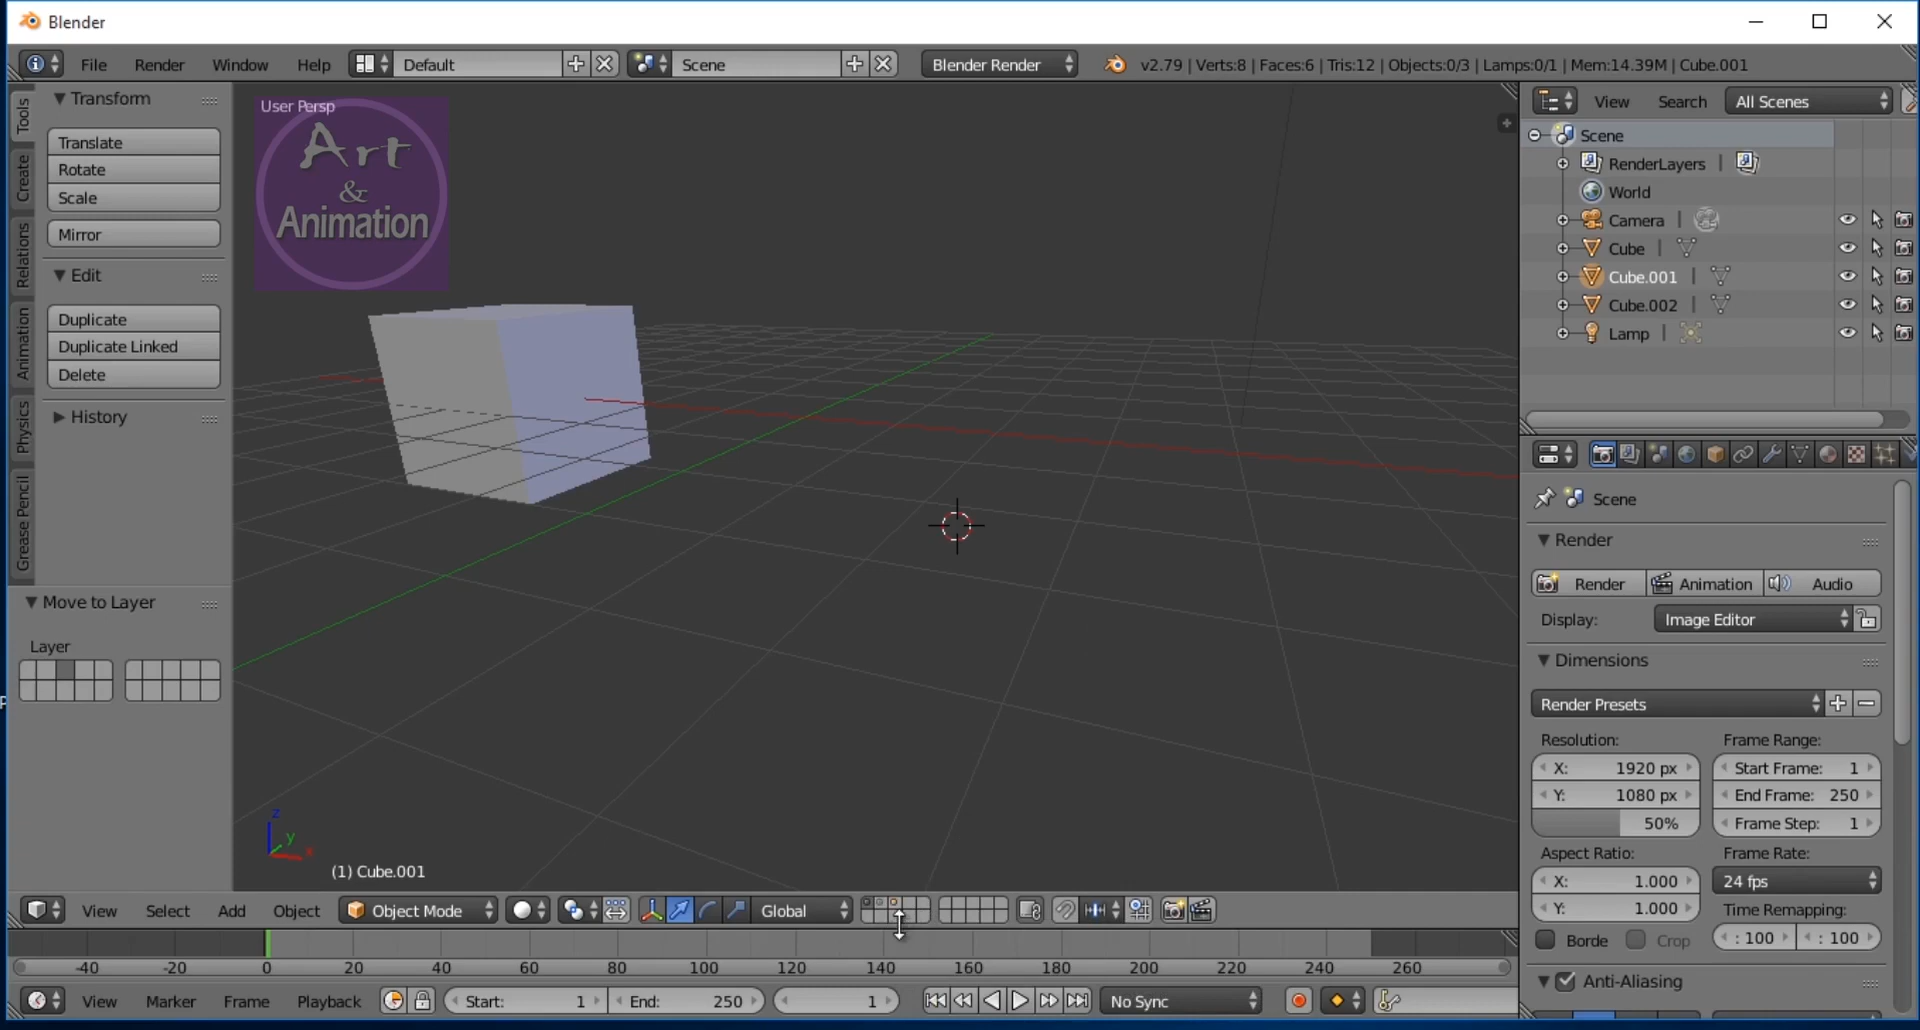 Blender
File Render Window Help Default Scene Blender Render v2.79 | Verts:8 | Faces:6 | Tris:12 | Objects:0/3 | Lamps:0/1 | Mem:14.39M | Cube.001
Tools
Create
Relations
Animation
Physics
Grease Pencil
Transform
Translate
Rotate
Scale
Mirror
Edit
Duplicate
Duplicate Linked
Delete
History
Move to Layer
Layer
User Persp
Art
&
Animation
z
y
x
(1) Cube.001
View Search All Scenes
Scene
RenderLayers |
World
Camera |
Cube |
Cube.001 |
Cube.002 |
Lamp |
Scene
Render
Render Animation Audio
Display: Image Editor
Dimensions
Render Presets
Resolution: Frame Range:
X: 1920 px Start Frame: 1
Y: 1080 px End Frame: 250
50% Frame Step: 1
Aspect Ratio: Frame Rate:
X: 1.000 24 fps
Y: 1.000 Time Remapping:
Borde Crop : 100 : 100
Anti-Aliasing
View Select Add Object Object Mode Global
-40 -20 0 20 40 60 80 100 120 140 160 180 200 220 240 260
View Marker Frame Playback Start: 1 End: 250 1 No Sync